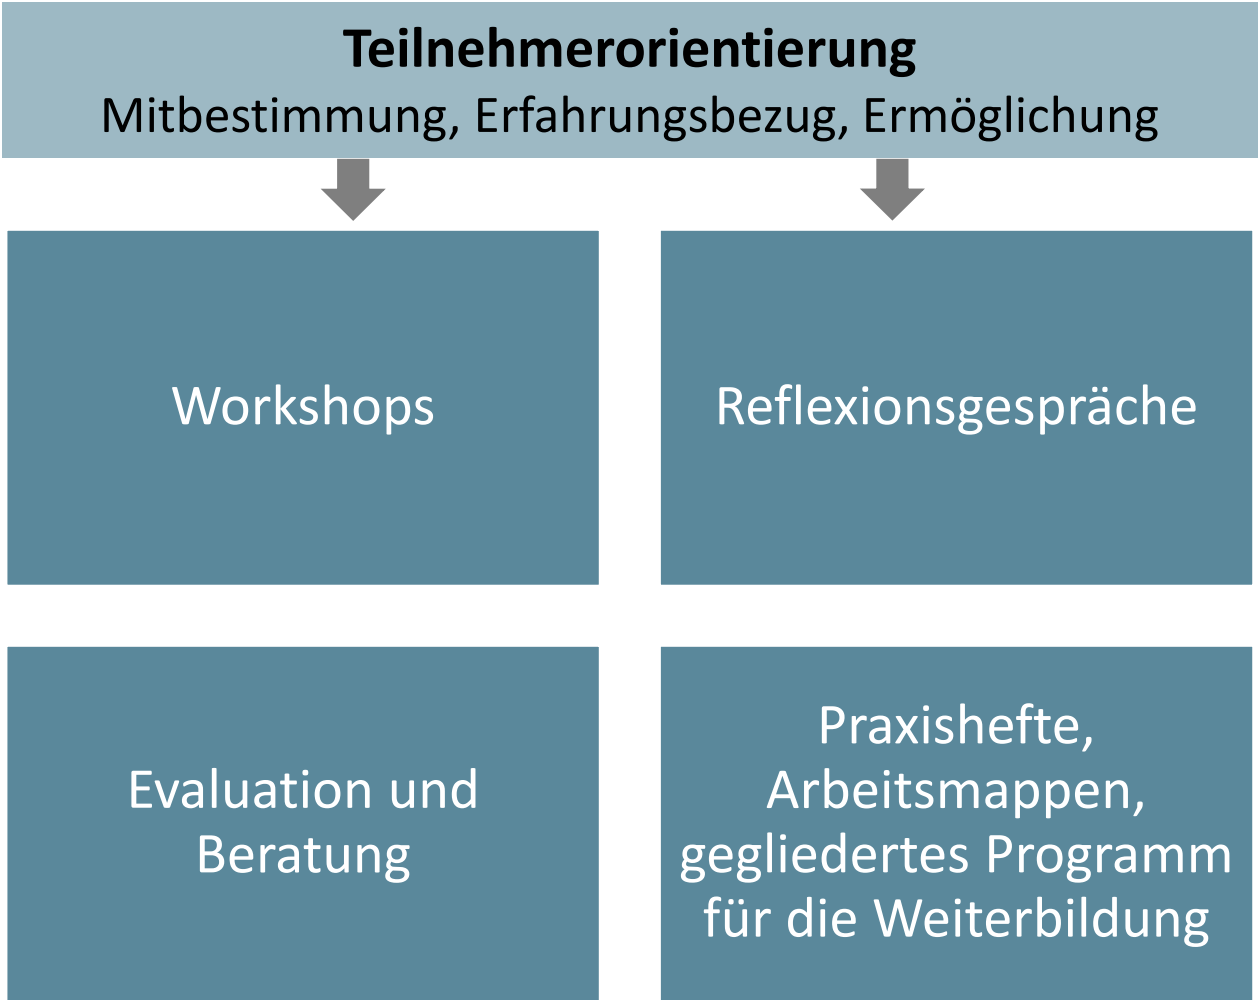 Teilnehmerorientierung
Mitbestimmung, Erfahrungsbezug, Ermöglichung
Workshops
Reflexionsgespräche
Evaluation und
Beratung
Praxishefte,
Arbeitsmappen,
gegliedertes Programm
für die Weiterbildung